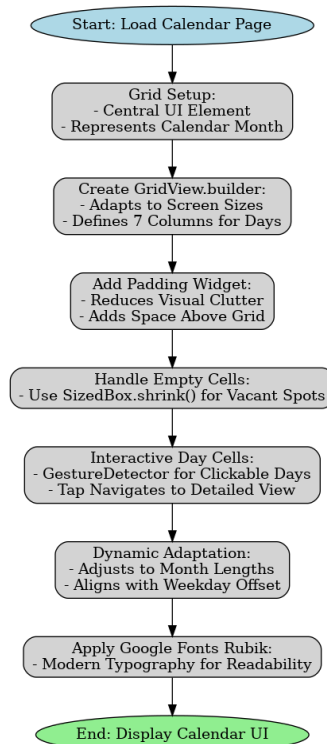 Start: Load Calendar Page
Grid Setup:
- Central UI Element
- Represents Calendar Month
Create GridView.builder:
- Adapts to Screen Sizes
- Defines 7 Columns for Days
Add Padding Widget:
- Reduces Visual Clutter
- Adds Space Above Grid
Handle Empty Cells:
- Use SizedBox.shrink() for Vacant Spots
Interactive Day Cells:
- GestureDetector for Clickable Days
- Tap Navigates to Detailed View
Dynamic Adaptation:
- Adjusts to Month Lengths
- Aligns with Weekday Offset
Apply Google Fonts Rubik:
- Modern Typography for Readability
End: Display Calendar UI